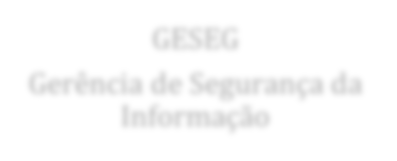 GESEG
Gerência de Segurança da
Informação